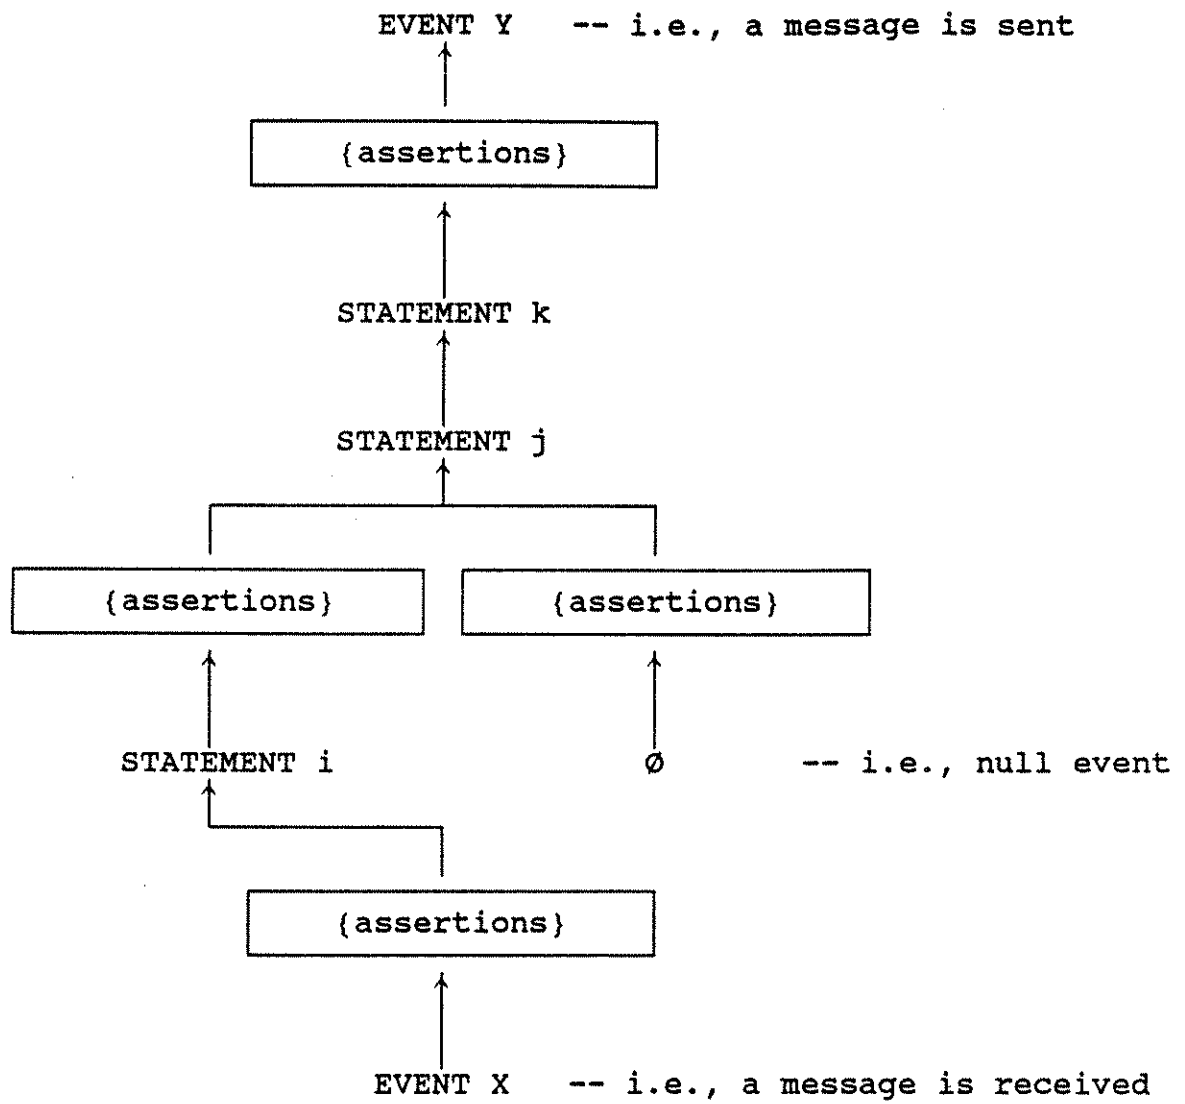 EVENT Y -- i.e., a message is sent
{assertions}
STATEMENT k
STATEMENT j
{assertions} {assertions}
STATEMENT i Ø -- i.e., null event
{assertions}
EVENT X -- i.e., a message is received